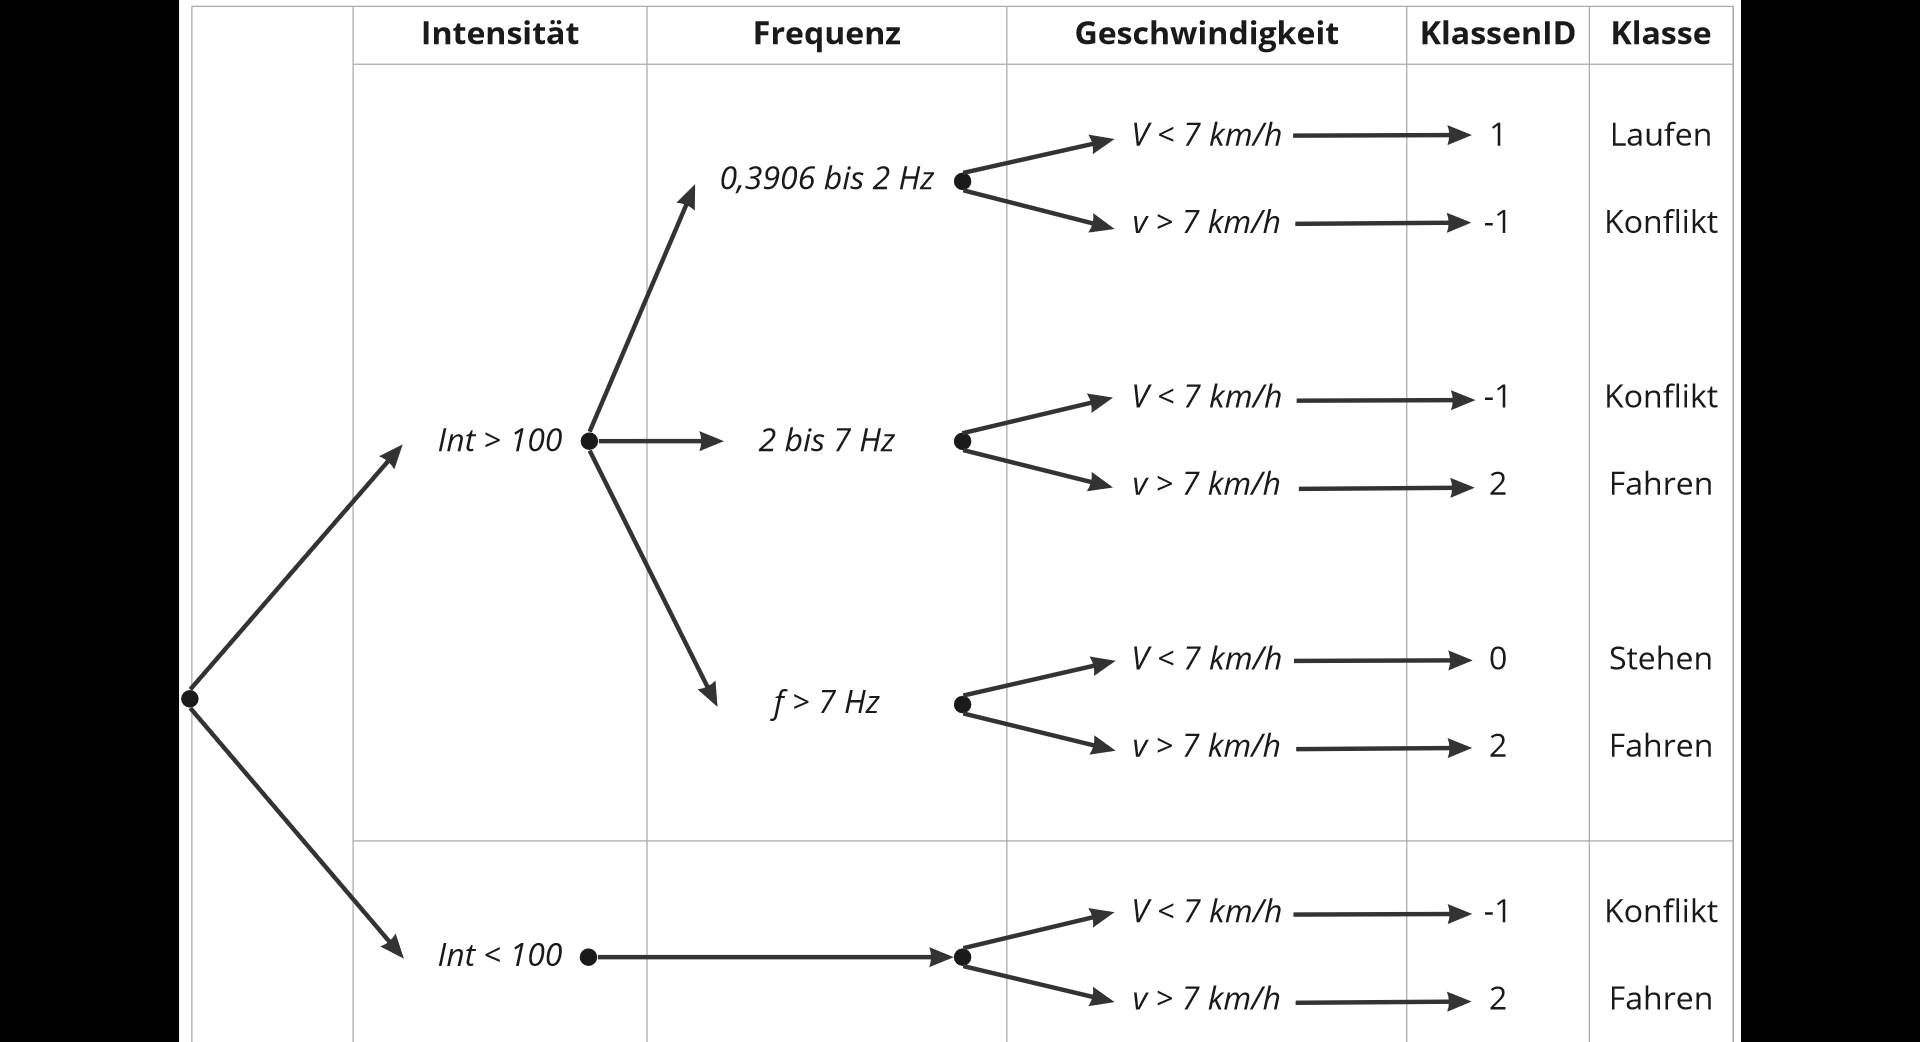 Intensität Frequenz Geschwindigkeit KlassenID Klasse
V < 7 km/h 1 Laufen
0,3906 bis 2 Hz
v > 7 km/h -1 Konflikt
V < 7 km/h -1 Konflikt
Int > 100 2 bis 7 Hz
v > 7 km/h 2 Fahren
V < 7 km/h 0 Stehen
f > 7 Hz
v > 7 km/h 2 Fahren
V < 7 km/h -1 Konflikt
Int < 100
v > 7 km/h 2 Fahren